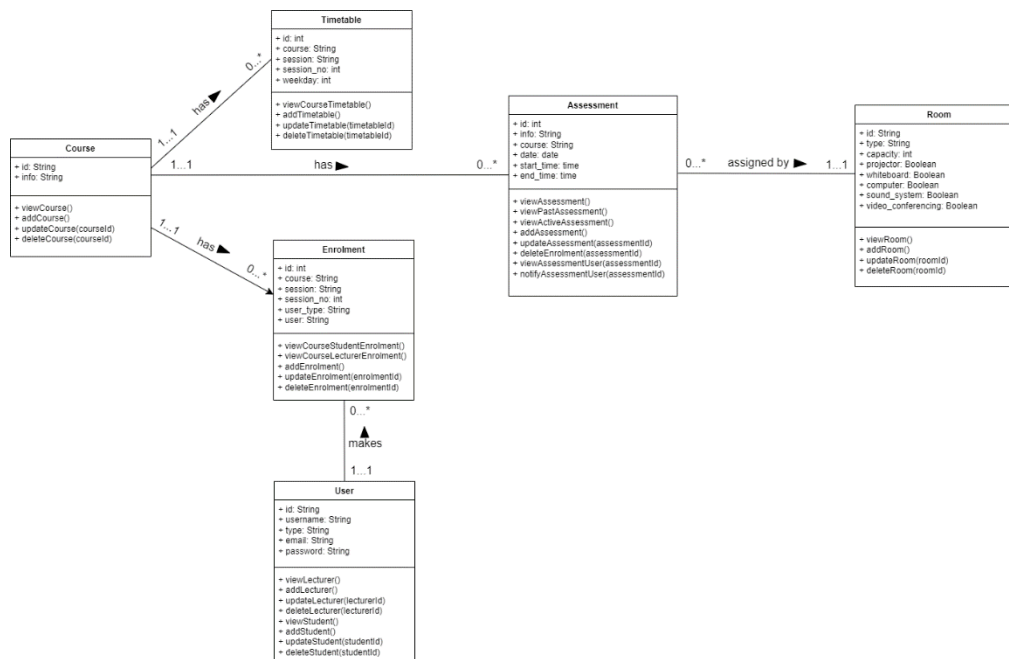 Timetable
+ id: int
+ course: String
+ session: String
+ session_no: int
+ weekday: int
+ viewCourseTimetable()
+ addTimetable()
+ updateTimetable(timetableId)
+ deleteTimetable(timetableId)
0...*
has
1...1
Course
+ id: String
+ info: String
+ viewCourse()
+ addCourse()
+ updateCourse(courseId)
+ deleteCourse(courseId)
1...1
has
0...*
Assessment
+ id: int
+ info: String
+ course: String
+ date: date
+ start_time: time
+ end_time: time
+ viewAssessment()
+ viewPastAssessment()
+ viewActiveAssessment()
+ addAssessment()
+ updateAssessment(assessmentId)
+ deleteEnrolment(assessmentId)
+ viewAssessmentUser(assessmentId)
+ notifyAssessmentUser(assessmentId)
0...*
assigned by
1...1
Room
+ id: String
+ type: String
+ capacity: int
+ projector: Boolean
+ whiteboard: Boolean
+ computer: Boolean
+ sound_system: Boolean
+ video_conferencing: Boolean
+ viewRoom()
+ addRoom()
+ updateRoom(roomId)
+ deleteRoom(roomId)
1...1
has
0...*
Enrolment
+ id: int
+ course: String
+ session: String
+ session_no: int
+ user_type: String
+ user: String
+ viewCourseStudentEnrolment()
+ viewCourseLecturerEnrolment()
+ addEnrolment()
+ updateEnrolment(enrolmentId)
+ deleteEnrolment(enrolmentId)
0...*
makes
1...1
User
+ id: String
+ username: String
+ type: String
+ email: String
+ password: String
+ viewLecturer()
+ addLecturer()
+ updateLecturer(lecturerId)
+ deleteLecturer(lecturerId)
+ viewStudent()
+ addStudent()
+ updateStudent(studentId)
+ deleteStudent(studentId)